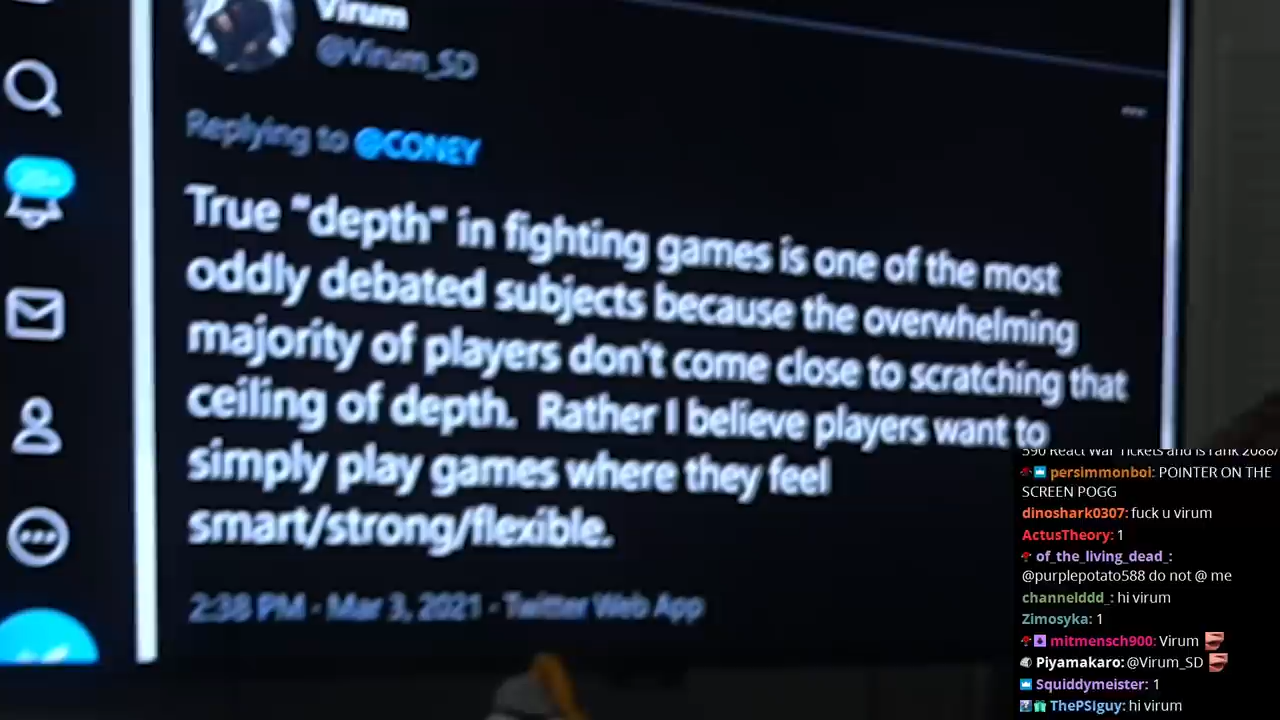 Virum
@Virum_SD
Replying to @CONEY
True "depth" in fighting games is one of the most
oddly debated subjects because the overwhelming
majority of players don't come close to scratching that
ceiling of depth. Rather I believe players want to
simply play games where they feel
smart/strong/flexible.
2:38 PM - Mar 3, 2021 - Twitter Web App
590 React War Tickets and is rank 2088/
persimmonboi: POINTER ON THE
SCREEN POGG
dinoshark0307: fuck u virum
ActusTheory: 1
of_the_living_dead_:
@purplepotato588 do not @ me
channelddd_: hi virum
Zimosyka: 1
mitmensch900: Virum
Piyamakaro: @Virum_SD
Squiddymeister: 1
ThePSIguy: hi virum